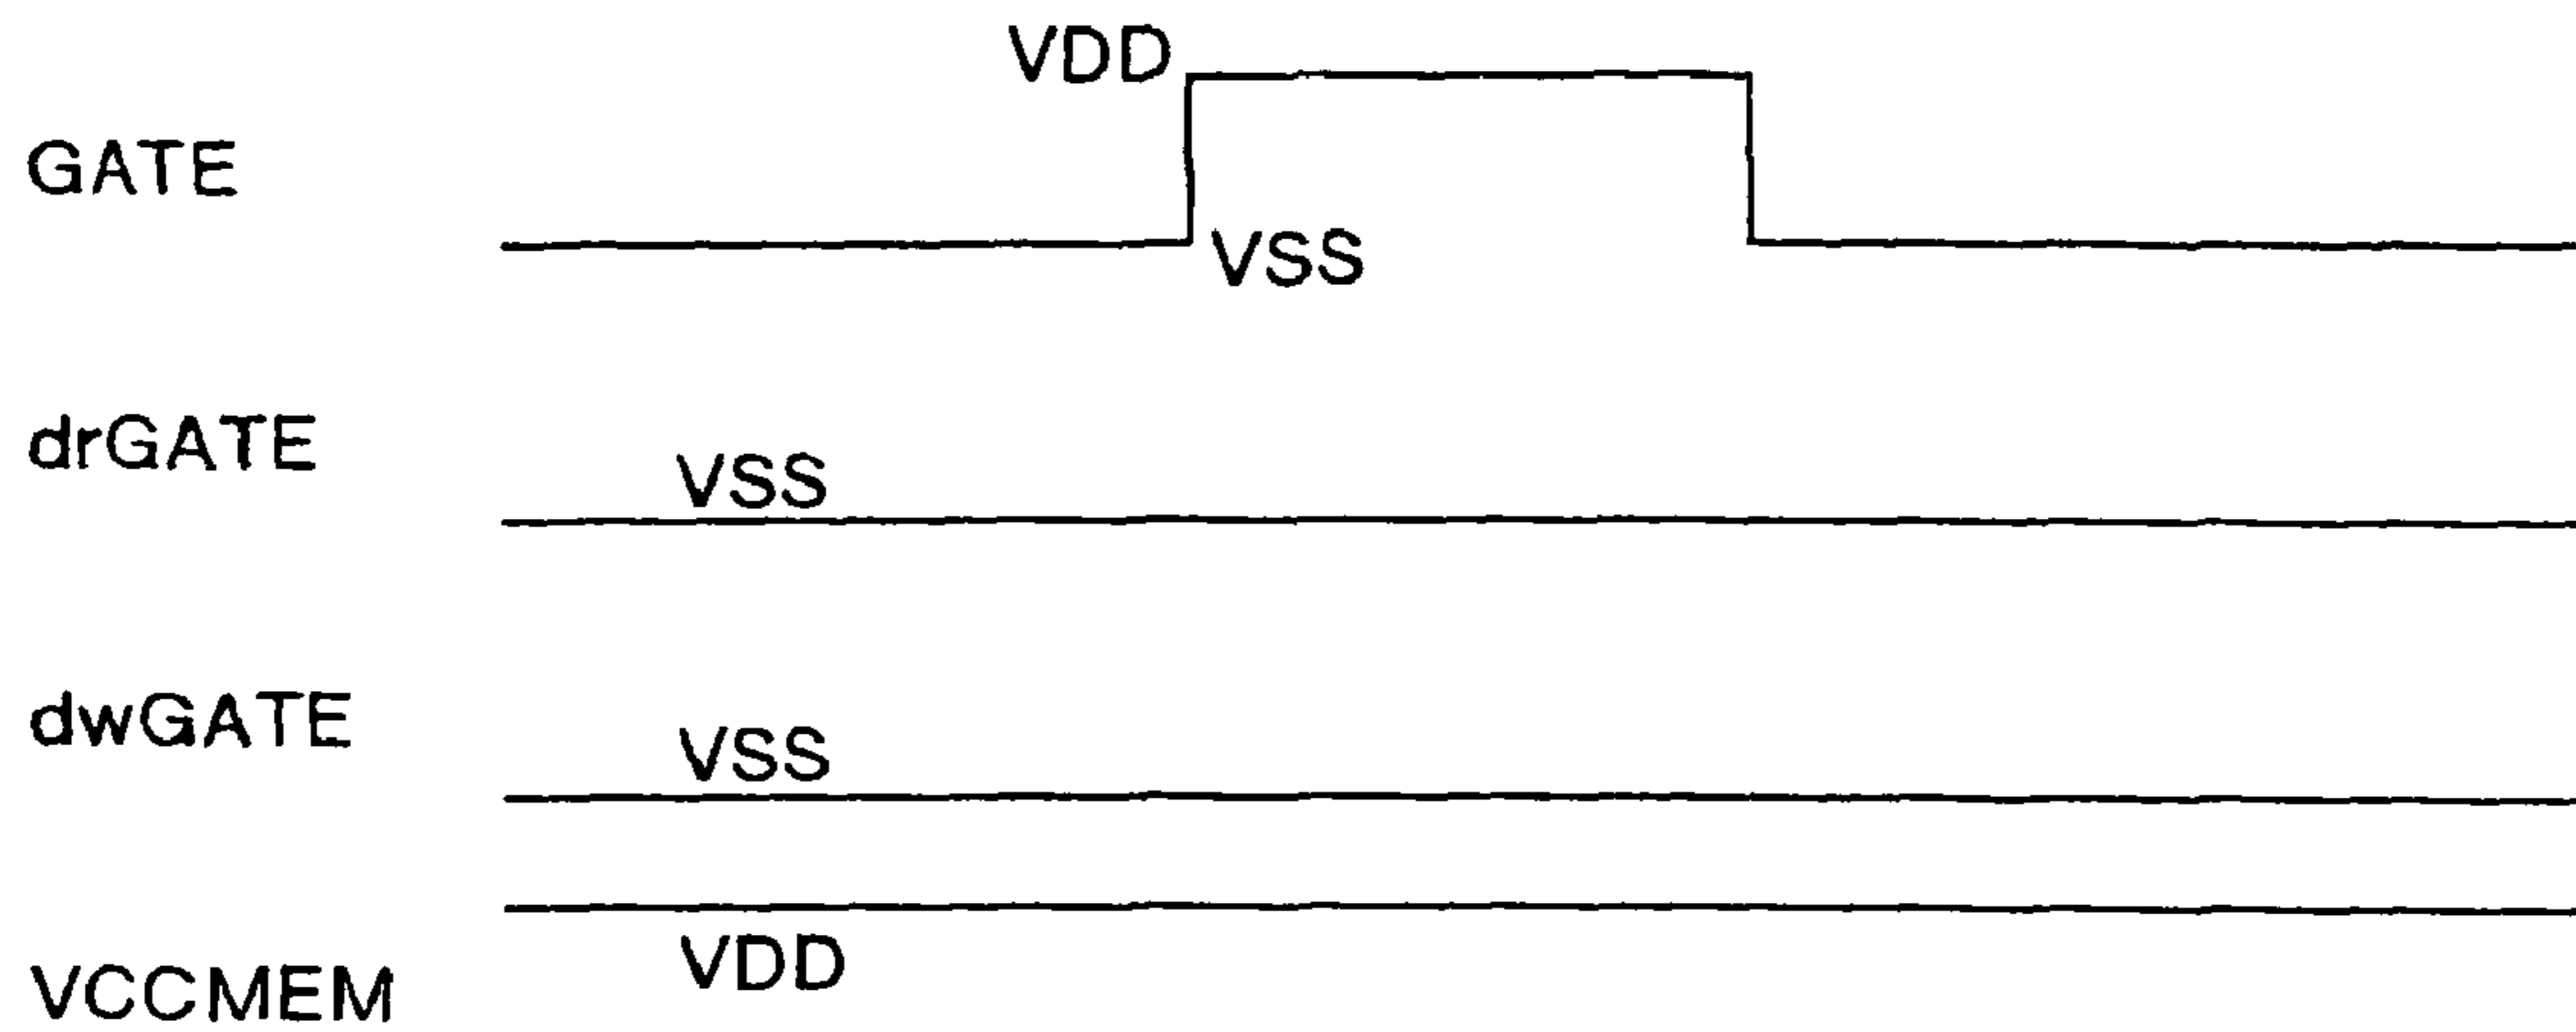 VDD
GATE
VSS
drGATE
VSS
dwGATE
VSS
VDD
VCCMEM